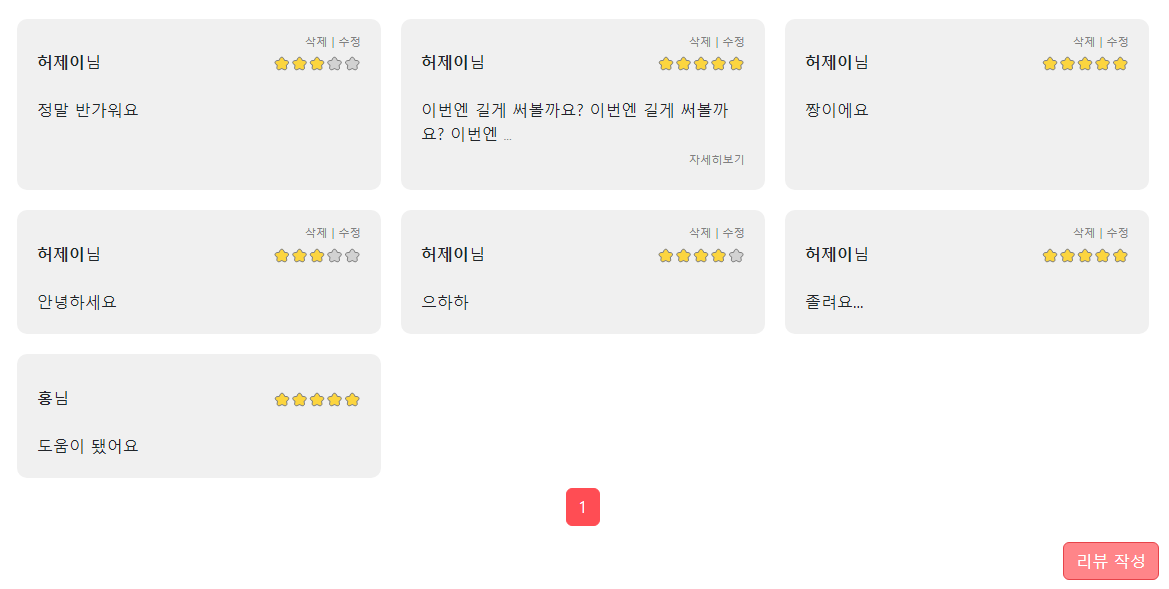 삭제 | 수정
허제이님
정말 반가워요
삭제 | 수정
허제이님
이번엔 길게 써볼까요? 이번엔 길게 써볼까
요? 이번엔 ...
자세히보기
삭제 | 수정
허제이님
짱이에요
삭제 | 수정
허제이님
안녕하세요
삭제 | 수정
허제이님
으하하
삭제 | 수정
허제이님
졸려요...
홍님
도움이 됐어요
1
리뷰 작성